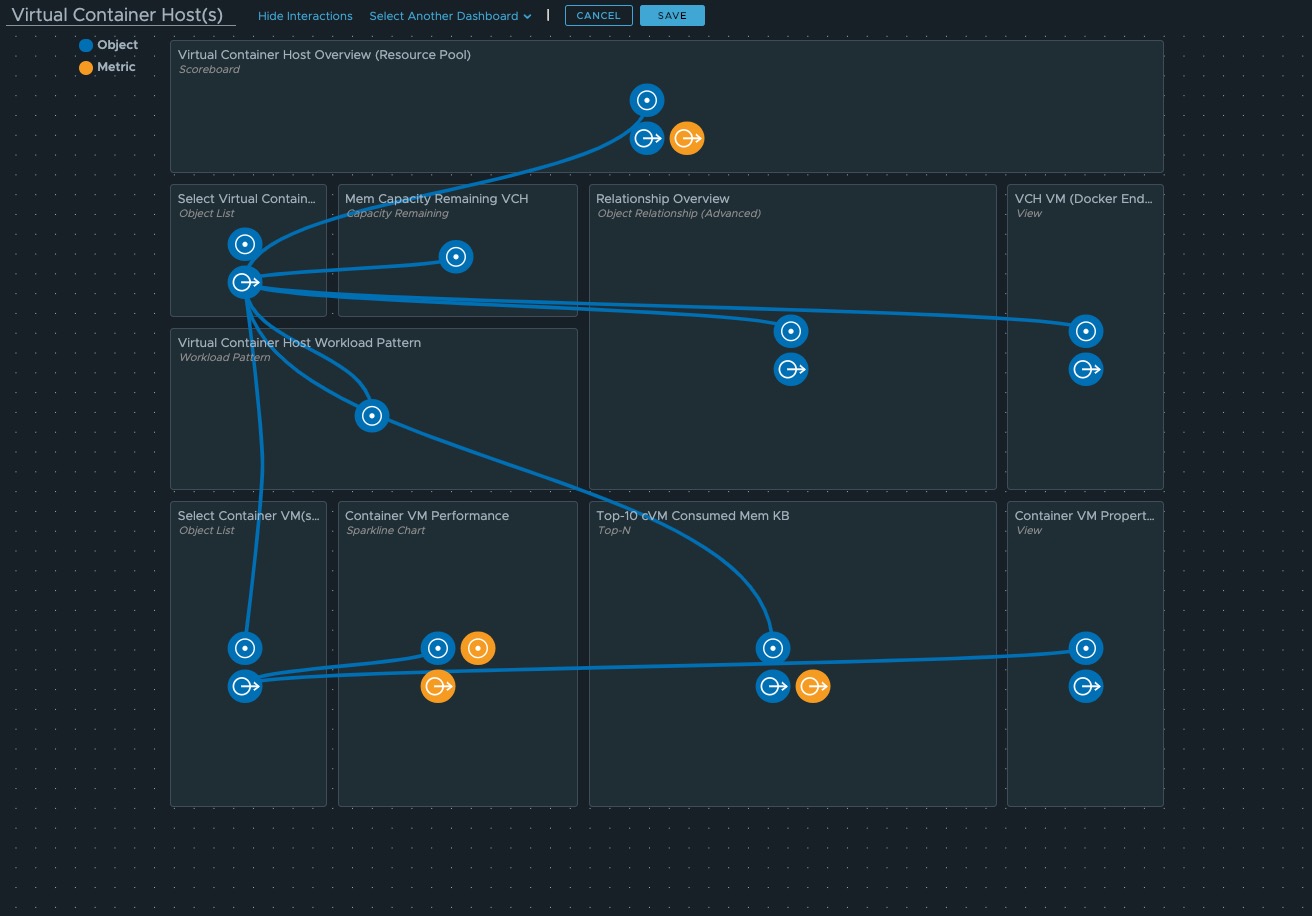 Virtual Container Host(s)
Hide Interactions
Select Another Dashboard
CANCEL
SAVE
Object
Metric
Virtual Container Host Overview (Resource Pool)
Scoreboard
Select Virtual Contain...
Object List
Mem Capacity Remaining VCH
Capacity Remaining
Relationship Overview
Object Relationship (Advanced)
VCH VM (Docker End...
View
Virtual Container Host Workload Pattern
Workload Pattern
Select Container VM(s...
Object List
Container VM Performance
Sparkline Chart
Top-10 cVM Consumed Mem KB
Top-N
Container VM Propert...
View